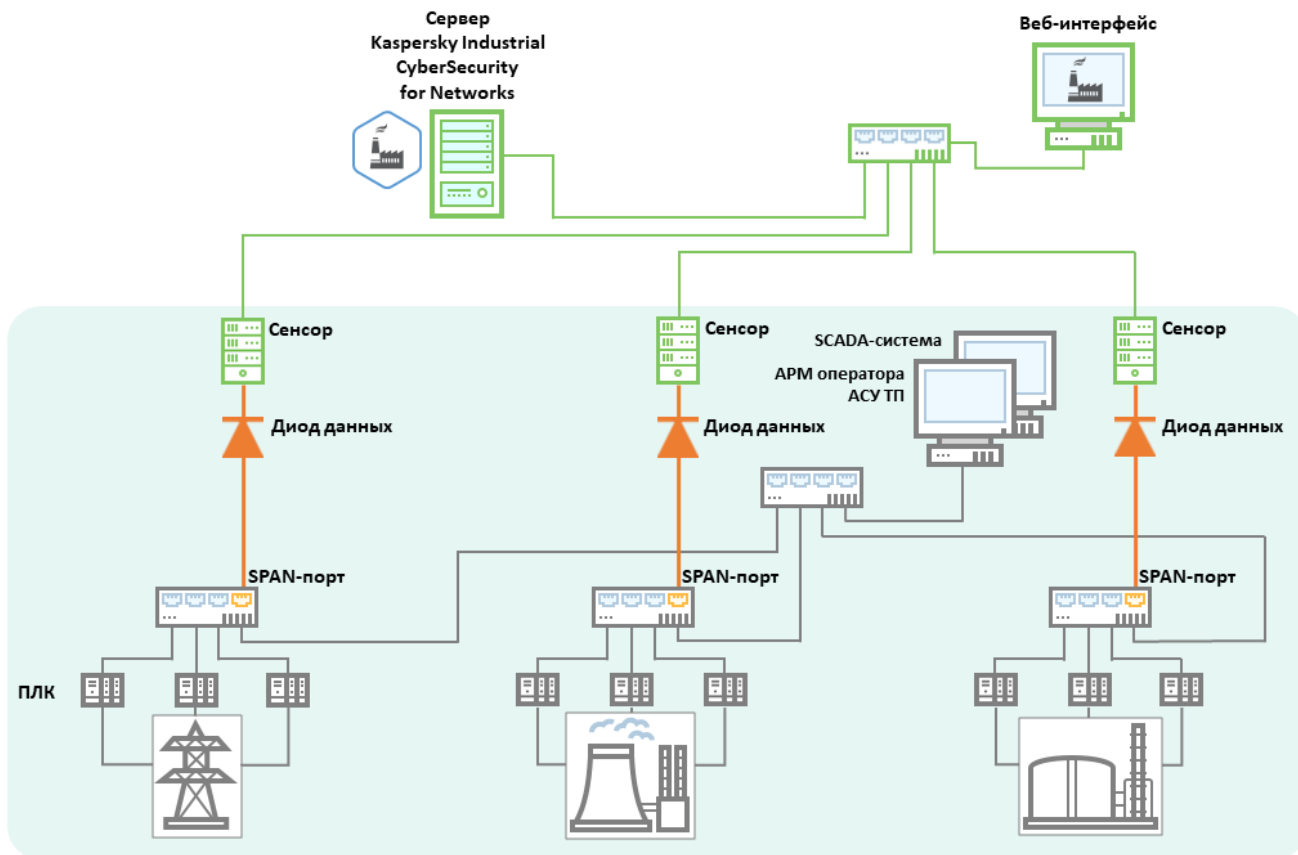 Сервер
Kaspersky Industrial
CyberSecurity
for Networks
Веб-интерфейс
Сенсор
Сенсор
SCADA-система
АРМ оператора
АСУ ТП
Сенсор
Диод данных
Диод данных
Диод данных
SPAN-порт
SPAN-порт
SPAN-порт
ПЛК